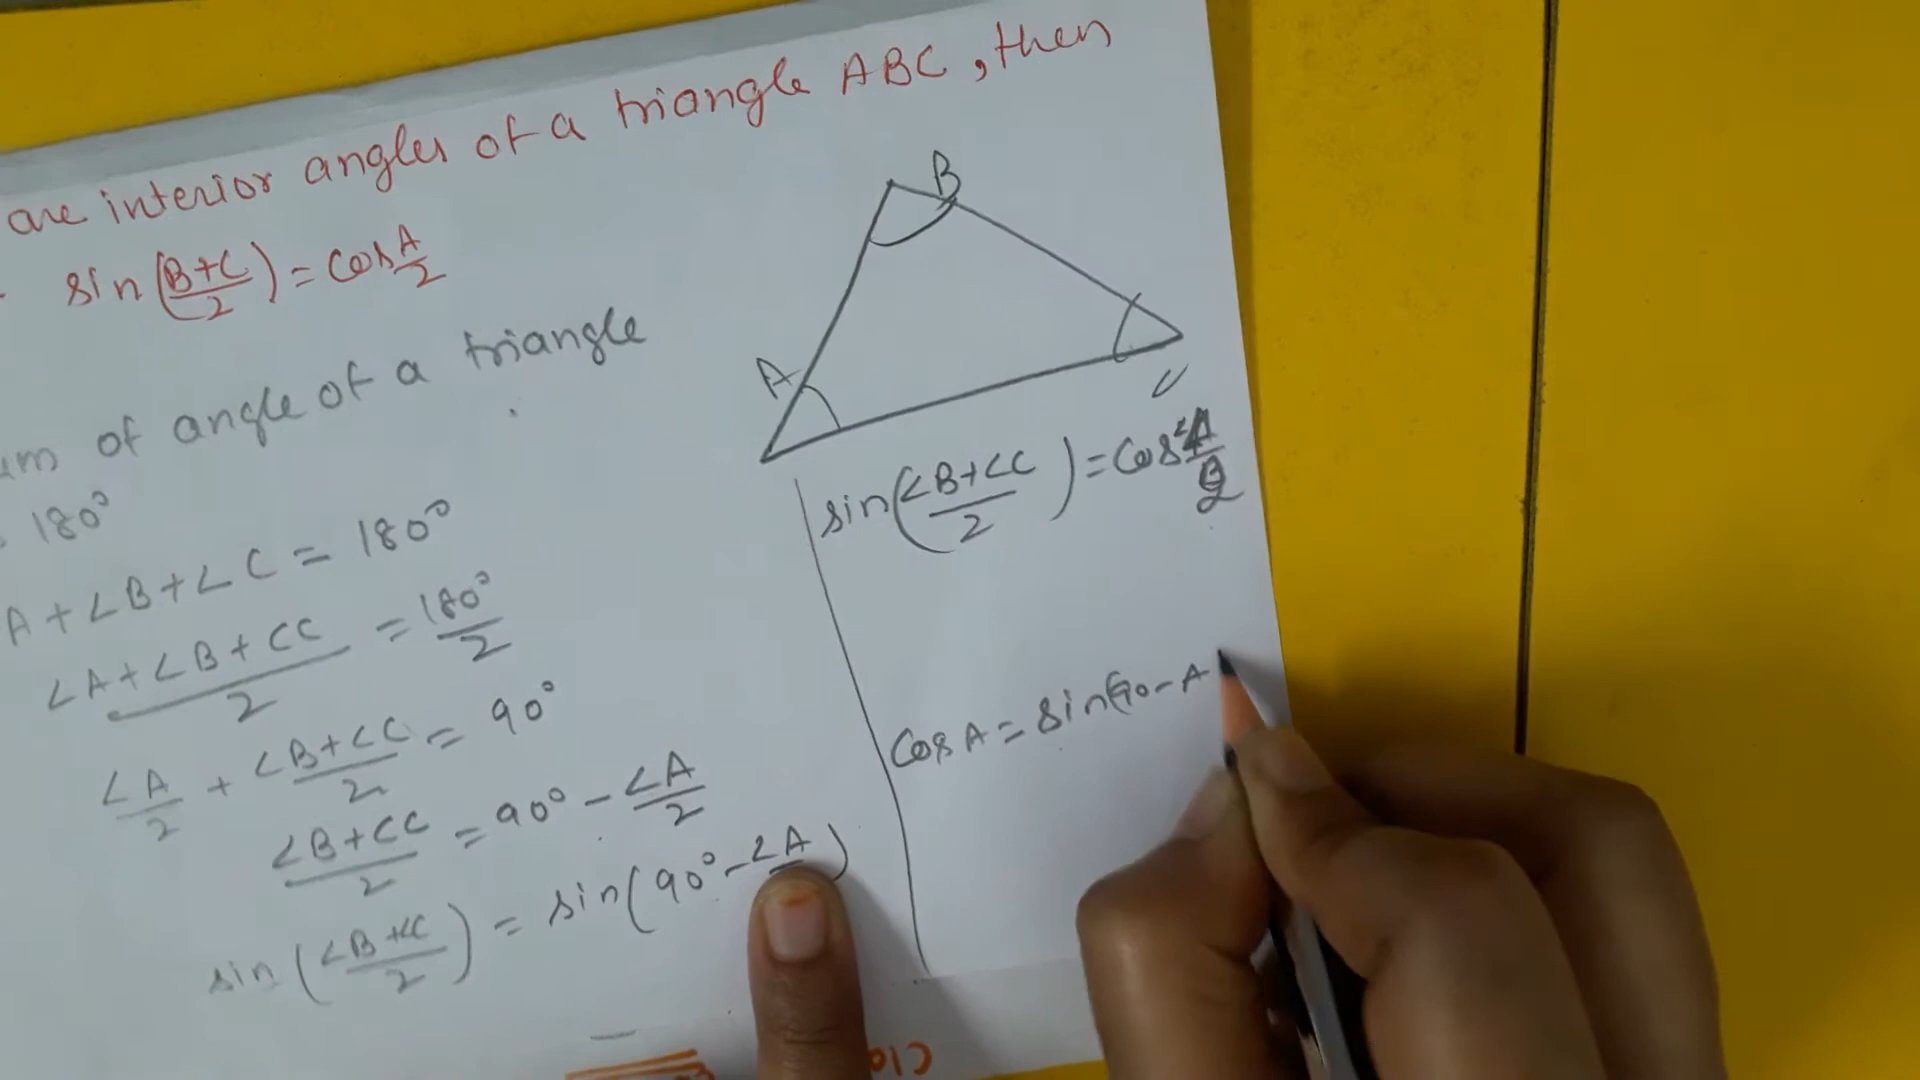 are interior angles of a triangle ABC, then
sin(B+C/2) = cos A/2
of angle of a triangle
180°
A+∠B+∠C = 180°
∠A+∠B+∠C/2 = 180°/2
∠A/2 + ∠B+∠C/2 = 90°
∠B+∠C/2 = 90° - ∠A/2
sin(∠B+∠C/2) = sin(90° - ∠A)
B
A
C
sin(∠B+∠C/2) = cos ∠A/2
cos A = sin(90-A